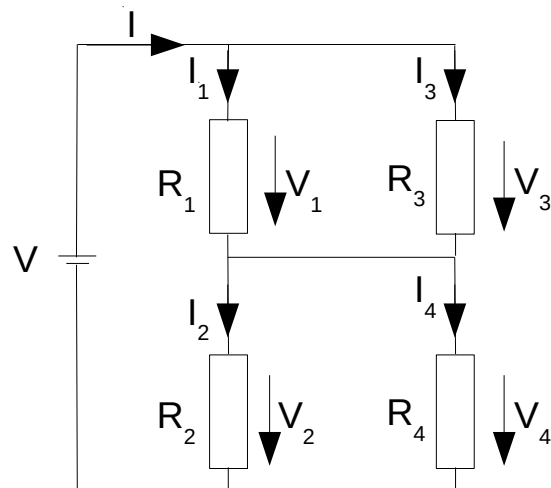 I
I₁ I₃
R₁ V₁ R₃ V₃
V
I₂ I₄
R₂ V₂ R₄ V₄